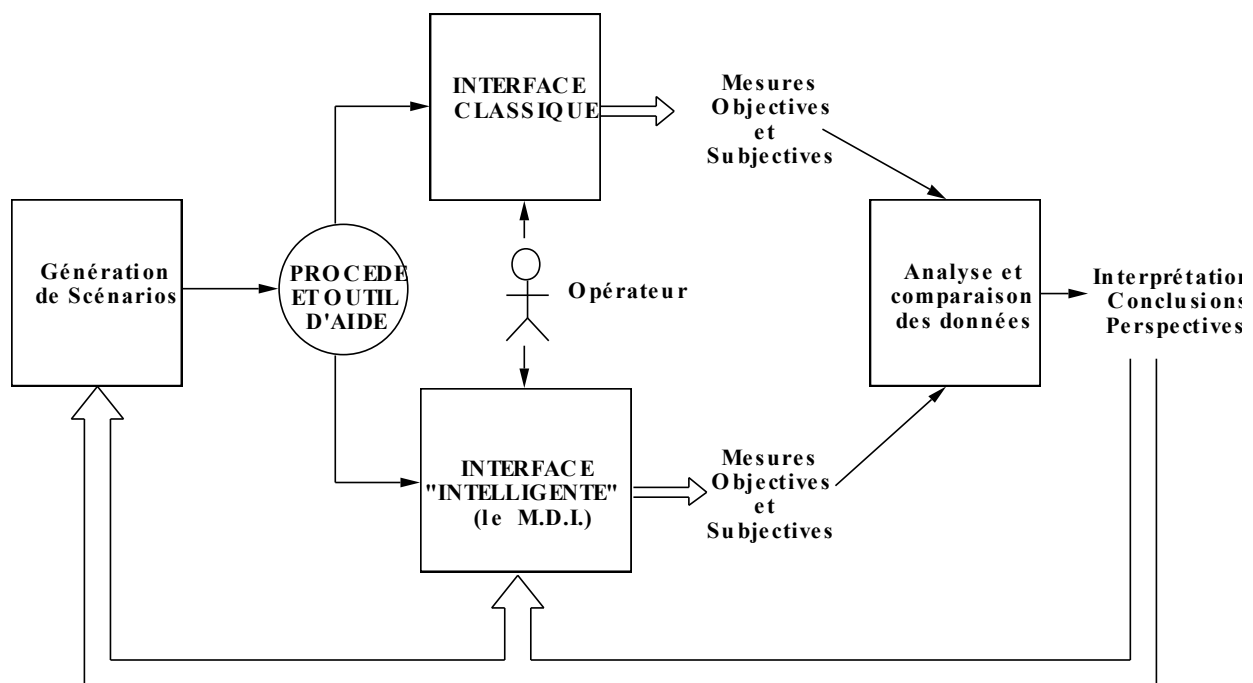 INTERFACE
CLASSIQUE
Mesures
Objectives
et
Subjectives
Génération
de Scénarios
PROCEDE
ET OUTIL
D'AIDE
Opérateur
Analyse et
comparaison
des données
Interprétation
Conclusions
Perspectives
INTERFACE
"INTELLIGENTE"
(le M.D.I.)
Mesures
Objectives
et
Subjectives